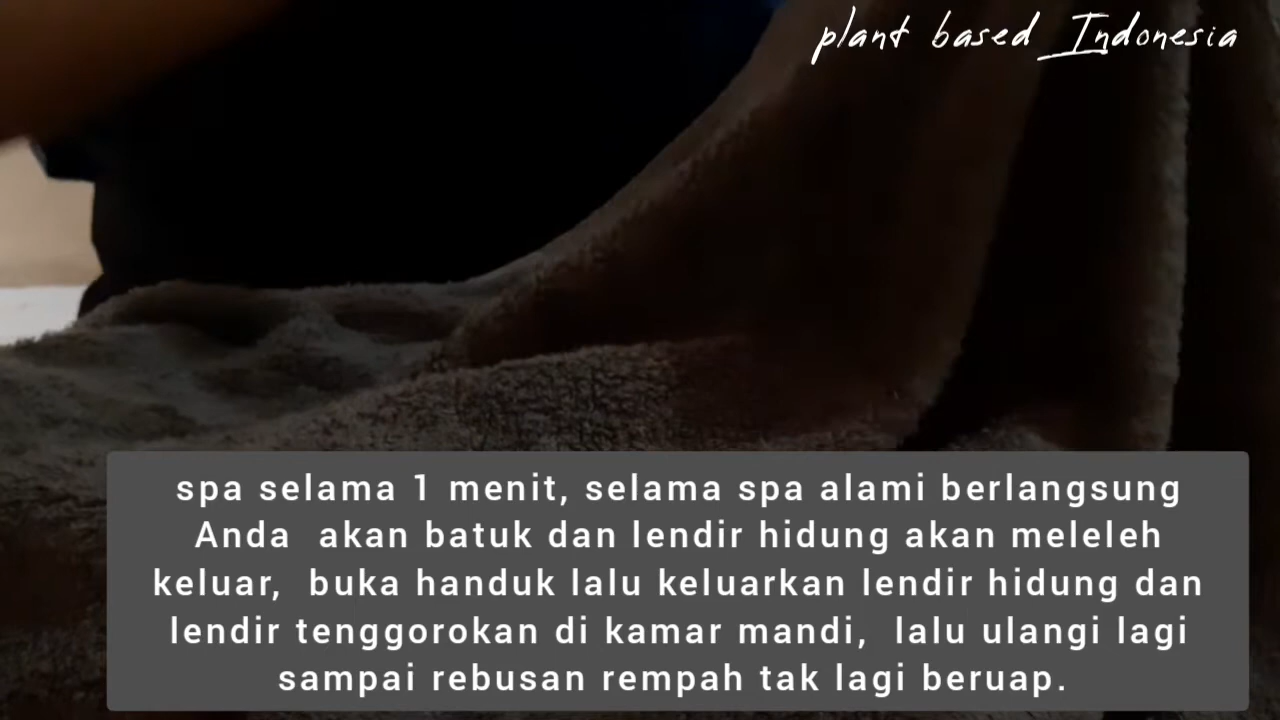 plant based Indonesia
spa selama 1 menit, selama spa alami berlangsung
Anda akan batuk dan lendir hidung akan meleleh
keluar, buka handuk lalu keluarkan lendir hidung dan
lendir tenggorokan di kamar mandi, lalu ulangi lagi
sampai rebusan rempah tak lagi beruap.